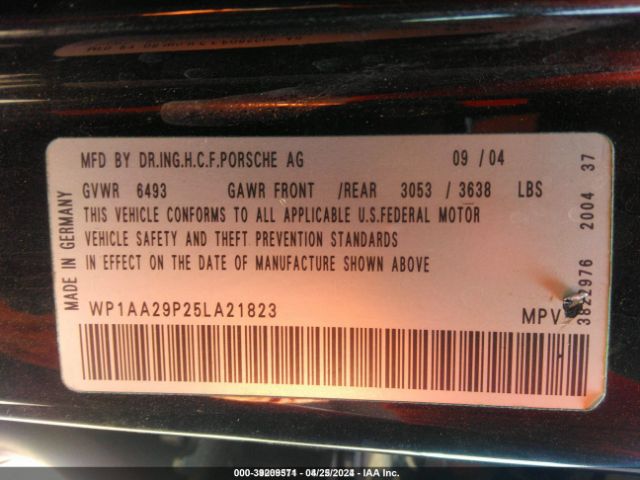 MFD BY DR.ING.H.C.F.PORSCHE AG 09 / 04
GVWR 6493 GAWR FRONT /REAR 3053 / 3638 LBS
THIS VEHICLE CONFORMS TO ALL APPLICABLE U.S.FEDERAL MOTOR
VEHICLE SAFETY AND THEFT PREVENTION STANDARDS
IN EFFECT ON THE DATE OF MANUFACTURE SHOWN ABOVE
WP1AA29P25LA21823
MPV
MADE IN GERMANY
3822976 2004 37
000-39209571 - 04/25/2024 - IAA Inc.